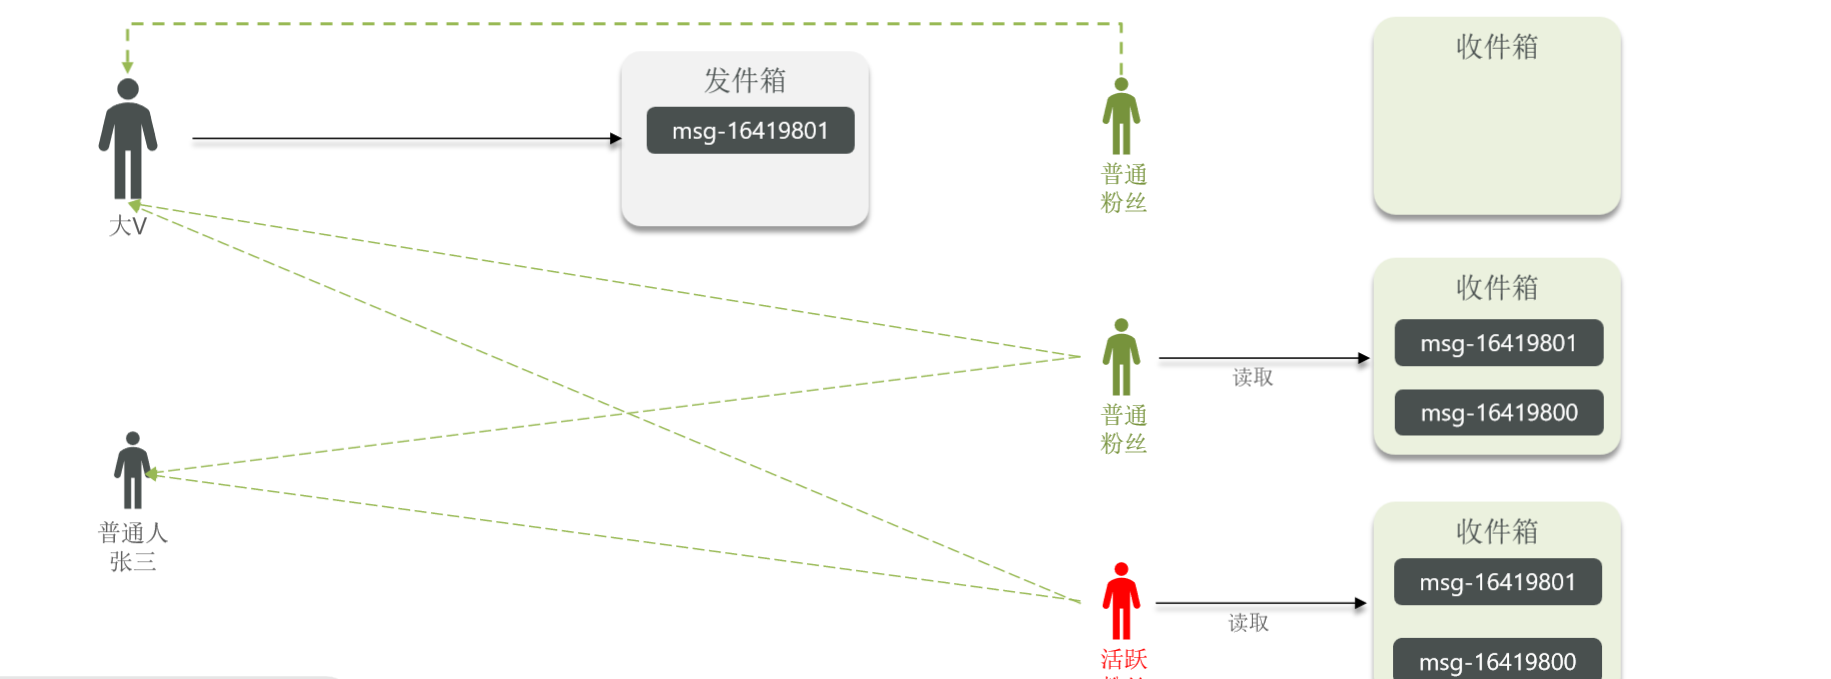 发件箱
msg-16419801
大V
普通
粉丝
收件箱
收件箱
msg-16419801
msg-16419800
读取
普通
粉丝
普通人
张三
收件箱
msg-16419801
msg-16419800
读取
活跃